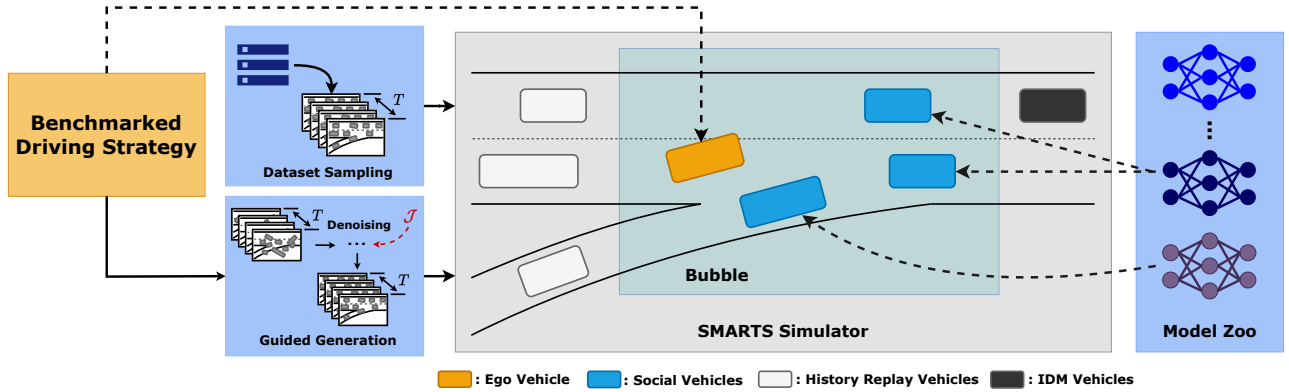 Benchmarked
Driving Strategy
T
Dataset Sampling
T
Denoising
𝒥
...
T
Guided Generation
Bubble
SMARTS Simulator
...
Model Zoo
: Ego Vehicle
: Social Vehicles
: History Replay Vehicles
: IDM Vehicles